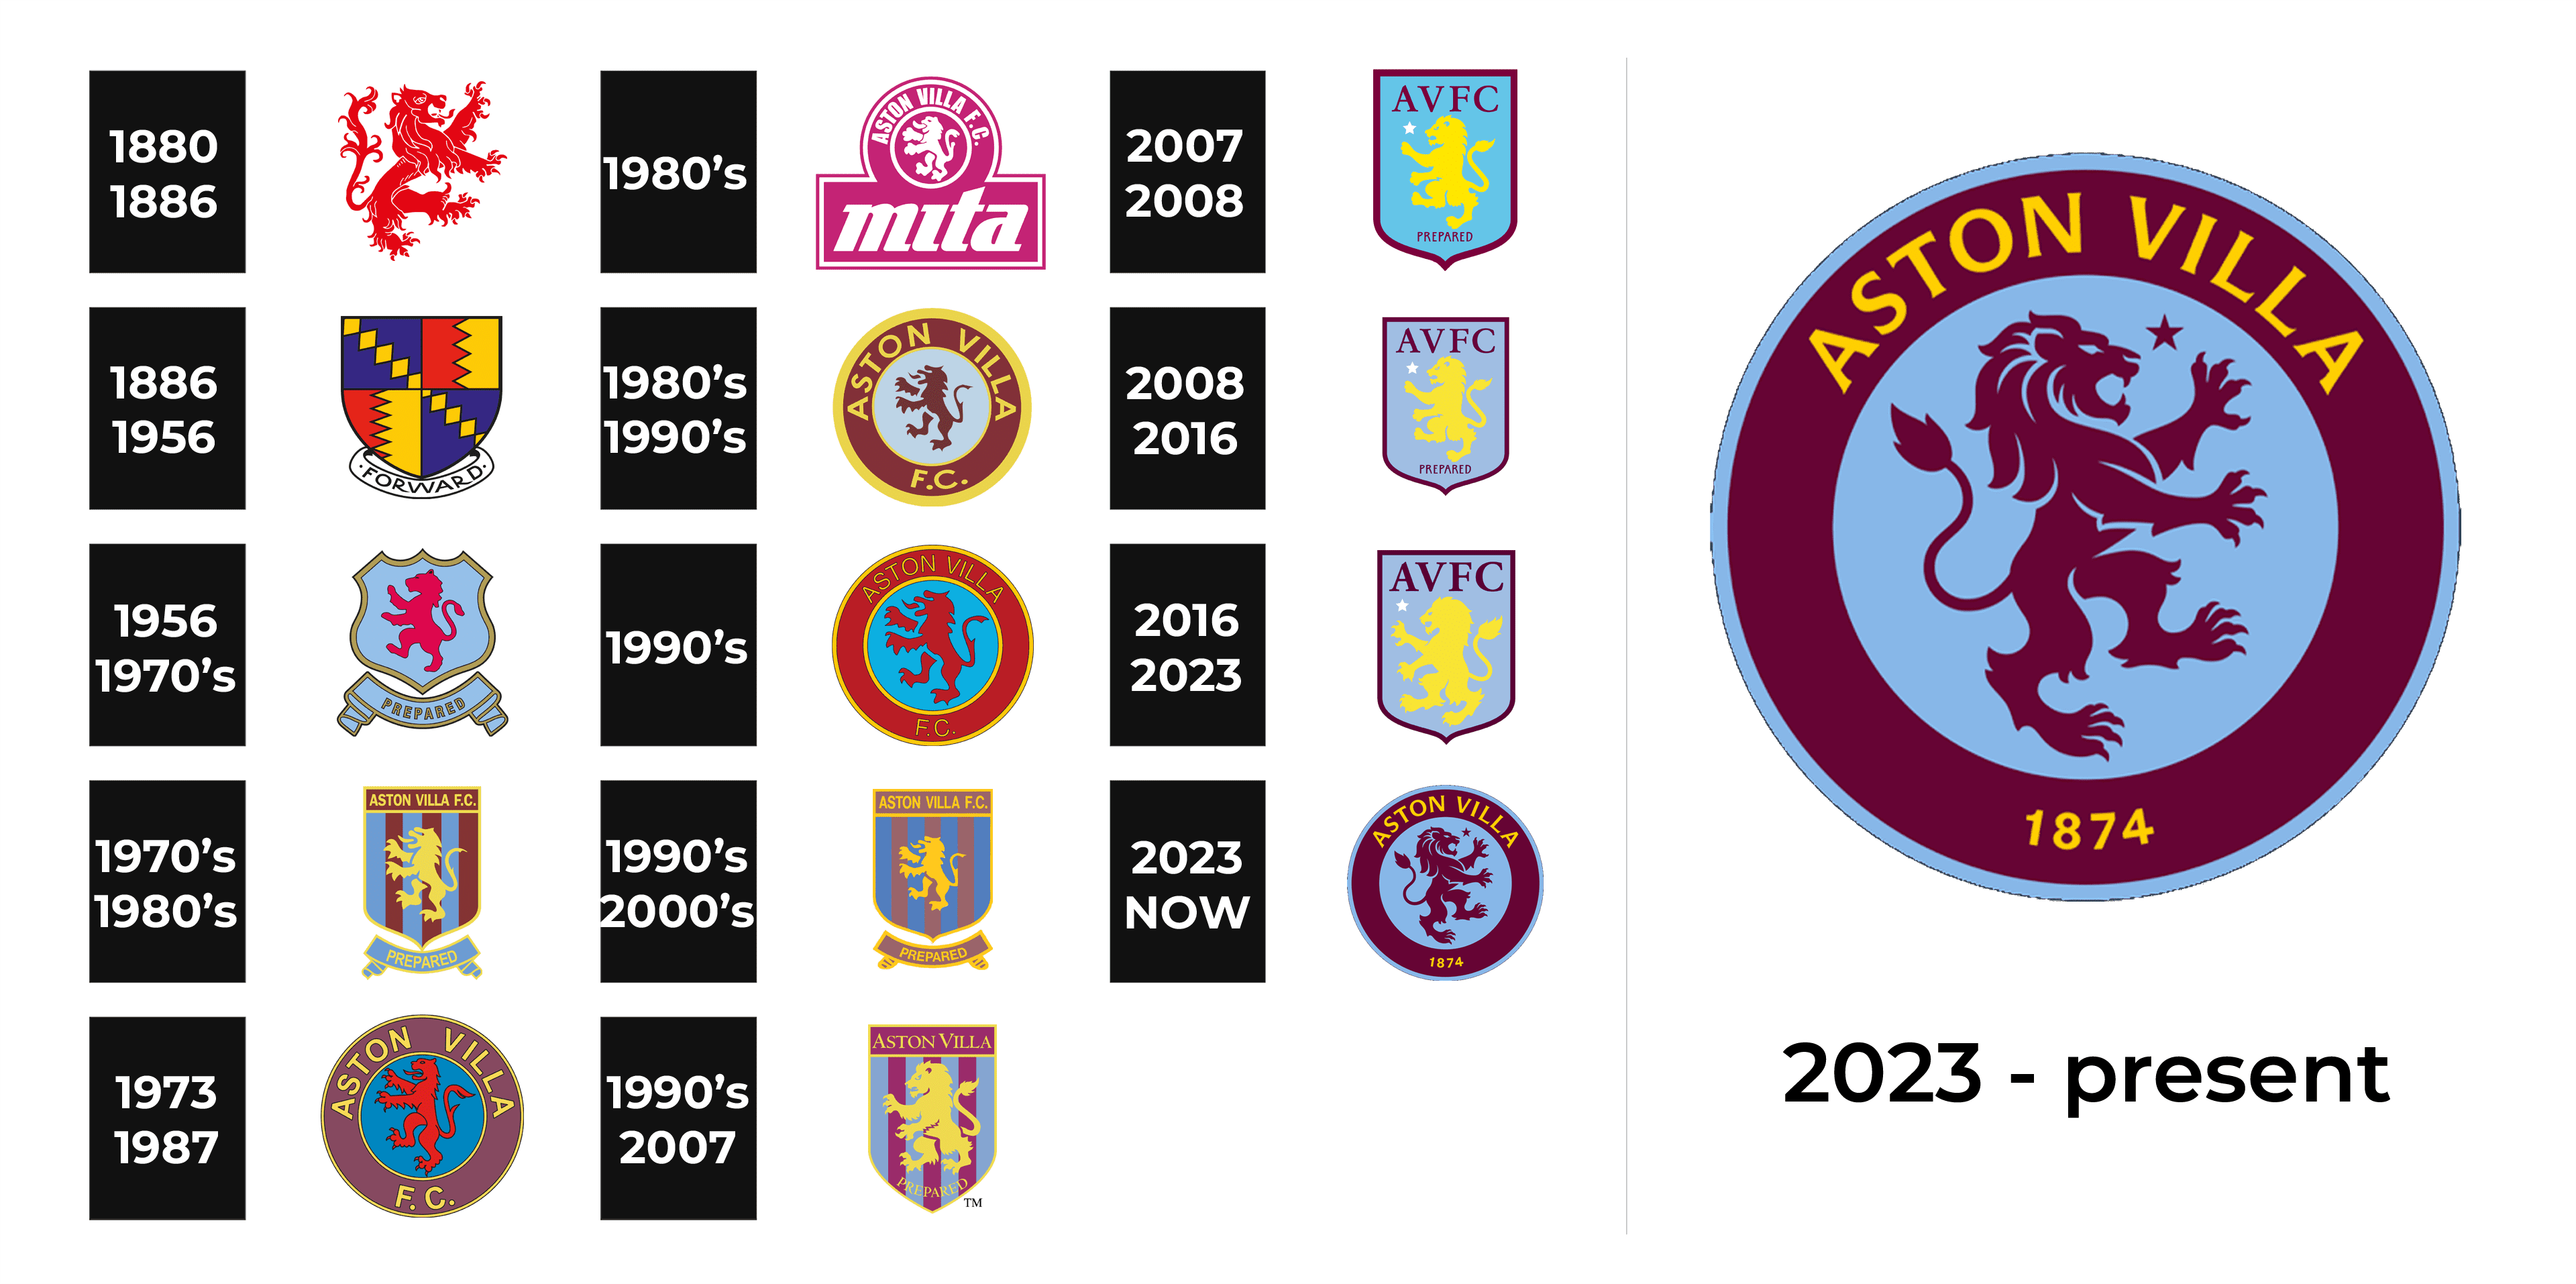 1880
1886
1886
1956
FORWARD
1956
1970’s
PREPARED
1970’s
1980’s
ASTON VILLA F.C.
PREPARED
1973
1987
ASTON VILLA
F.C.
1980’s
ASTON VILLA F.C.
mita
1980’s
1990’s
ASTON VILLA
F.C.
1990’s
ASTON VILLA
F.C.
1990’s
2000’s
ASTON VILLA F.C.
PREPARED
1990’s
2007
ASTON VILLA
PREPARED
TM
2007
2008
AVFC
PREPARED
2008
2016
AVFC
PREPARED
2016
2023
AVFC
2023
NOW
ASTON VILLA
1874
ASTON VILLA
1874
2023 - present